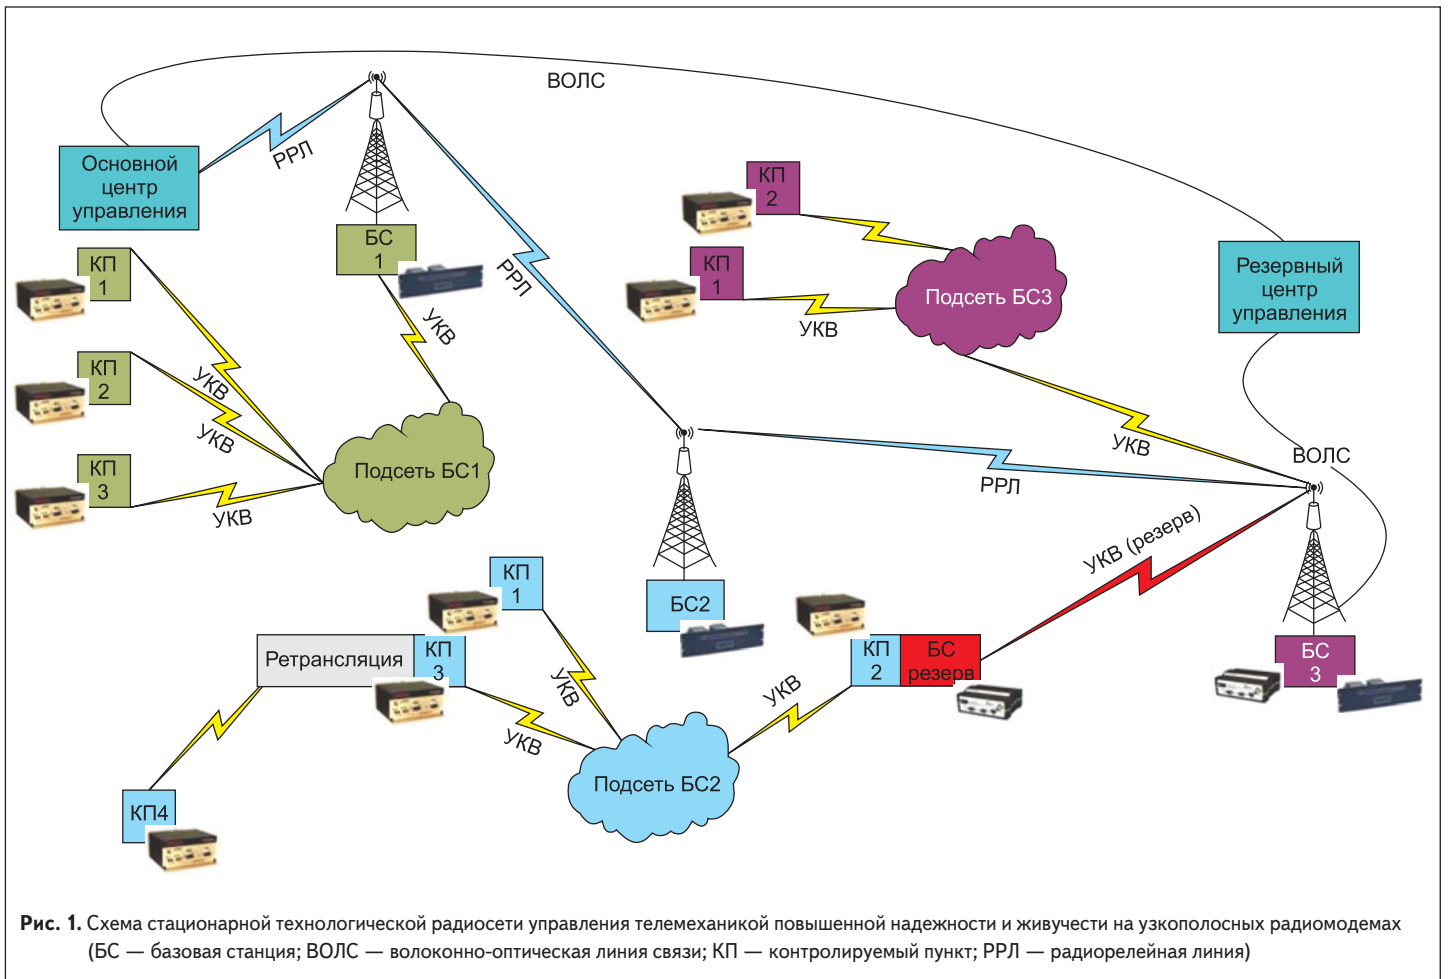 ВОЛС
Основной
центр
управления
РРЛ
БС
1
КП
2
КП
1
УКВ
Подсеть БС3
Резервный
центр
управления
КП
1
КП
2
КП
3
УКВ
УКВ
УКВ
УКВ
РРЛ
Подсеть БС1
УКВ
ВОЛС
РРЛ
УКВ (резерв)
КП
1
БС2
Ретрансляция
КП
3
УКВ
УКВ
УКВ
КП
2
БС
резерв
БС
3
Подсеть БС2
КП4
Рис. 1. Схема стационарной технологической радиосети управления телемеханикой повышенной надежности и живучести на узкополосных радиомодемах
(БС — базовая станция; ВОЛС — волоконно-оптическая линия связи; КП — контролируемый пункт; РРЛ — радиорелейная линия)